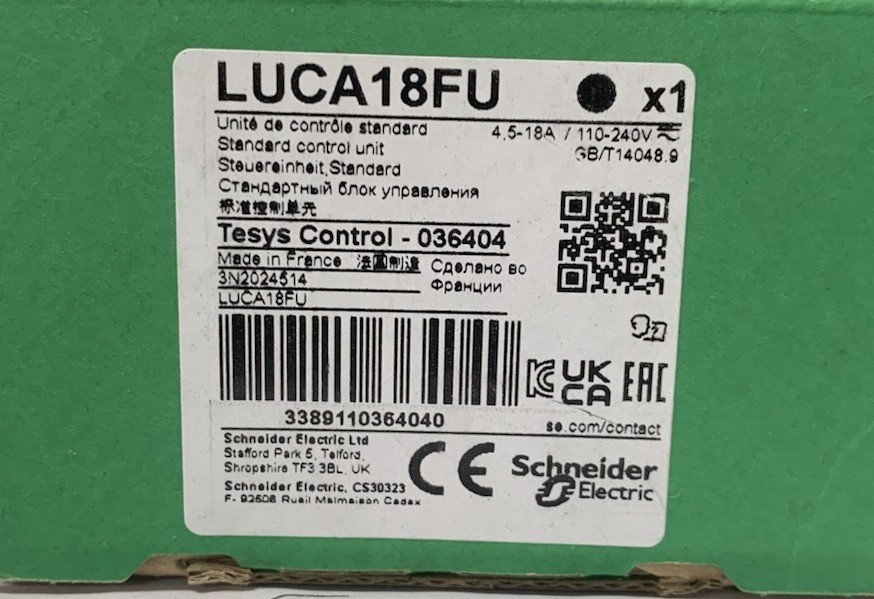 LUCA18FU
x1
Unité de contrôle standard
4,5-18A / 110-240V
Standard control unit
GB/T14048.9
Steuereinheit,Standard
Стандартный блок управления
标准控制单元
Tesys Control - 036404
Made in France 法国制造 Сделано во
Франции
3N2024514
LUCA18FU
UK
CA
EAC
3389110364040
se.com/contact
Schneider Electric Ltd
Stafford Park 5, Telford,
Shropshire TF3 3BL, UK
CE
Schneider
Electric
Schneider Electric, CS30323
F- 92506 Rueil Malmaison Cedex